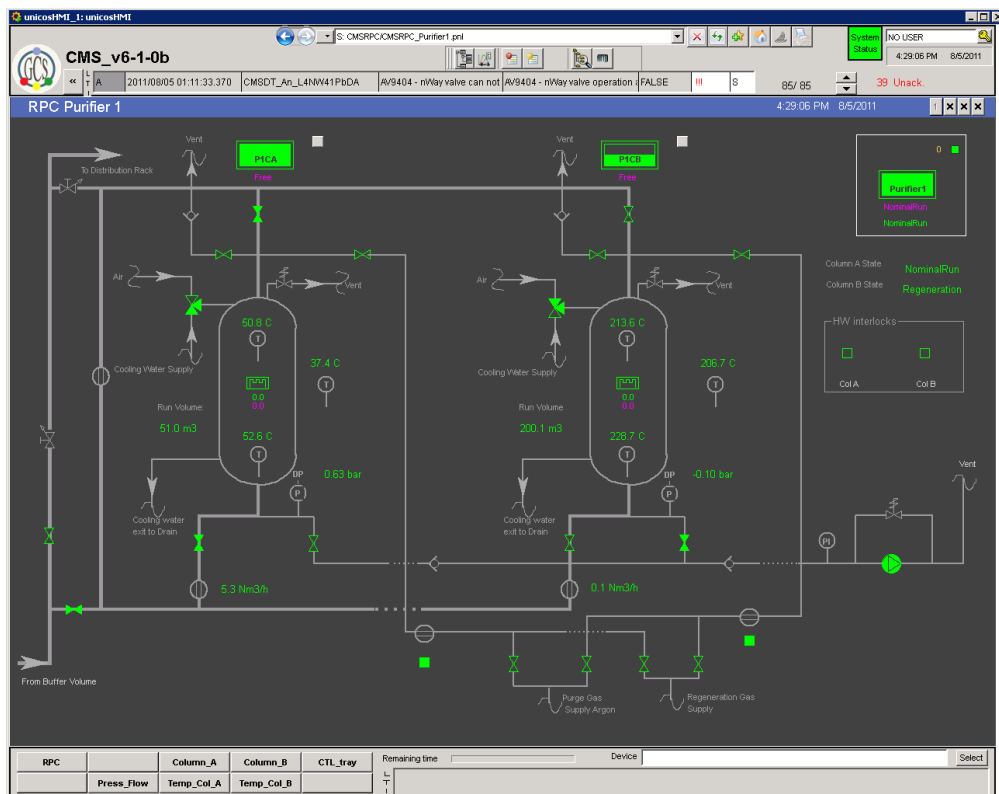 unicosHMI_1: unicosHMI
S: CMSRPC/CMSRPC_Purifier1.pnl
System Status
NO USER
4:29:06 PM 8/5/2011
GCS
CMS_v6-1-0b
«
L
T
A
2011/08/05 01:11:33.370
CMSDT_An_L4NW41PbDA
AV9404 - nWay valve can not
AV9404 - nWay valve operation a
FALSE
!!!
S
85/ 85
39 Unack.
RPC Purifier 1
4:29:06 PM 8/5/2011
1
Vent
P1CA
Free
Vent
P1CB
Free
0
Purifier1
NominalRun
NominalRun
To Distribution Rack
Column A State
NominalRun
Column B State
Regeneration
Air
Vent
Air
Vent
HW interlocks
Col A
Col B
50.8 C
T
213.6 C
T
Cooling Water Supply
37.4 C
T
Cooling Water Supply
206.7 C
T
0.0
0.0
0.0
0.0
Run Volume:
51.0 m3
Run Volume
200.1 m3
52.6 C
T
228.7 C
T
DP
P
0.63 bar
DP
P
-0.10 bar
Vent
Cooling water
exit to Drain
Cooling water
exit to Drain
PI
5.3 Nm3/h
0.1 Nm3/h
From Buffer Volume
Purge Gas
Supply Argon
Regeneration Gas
Supply
RPC
Column_A
Column_B
CTL_tray
Press_Flow
Temp_Col_A
Temp_Col_B
Remaining time
Device
Select
L
T
I